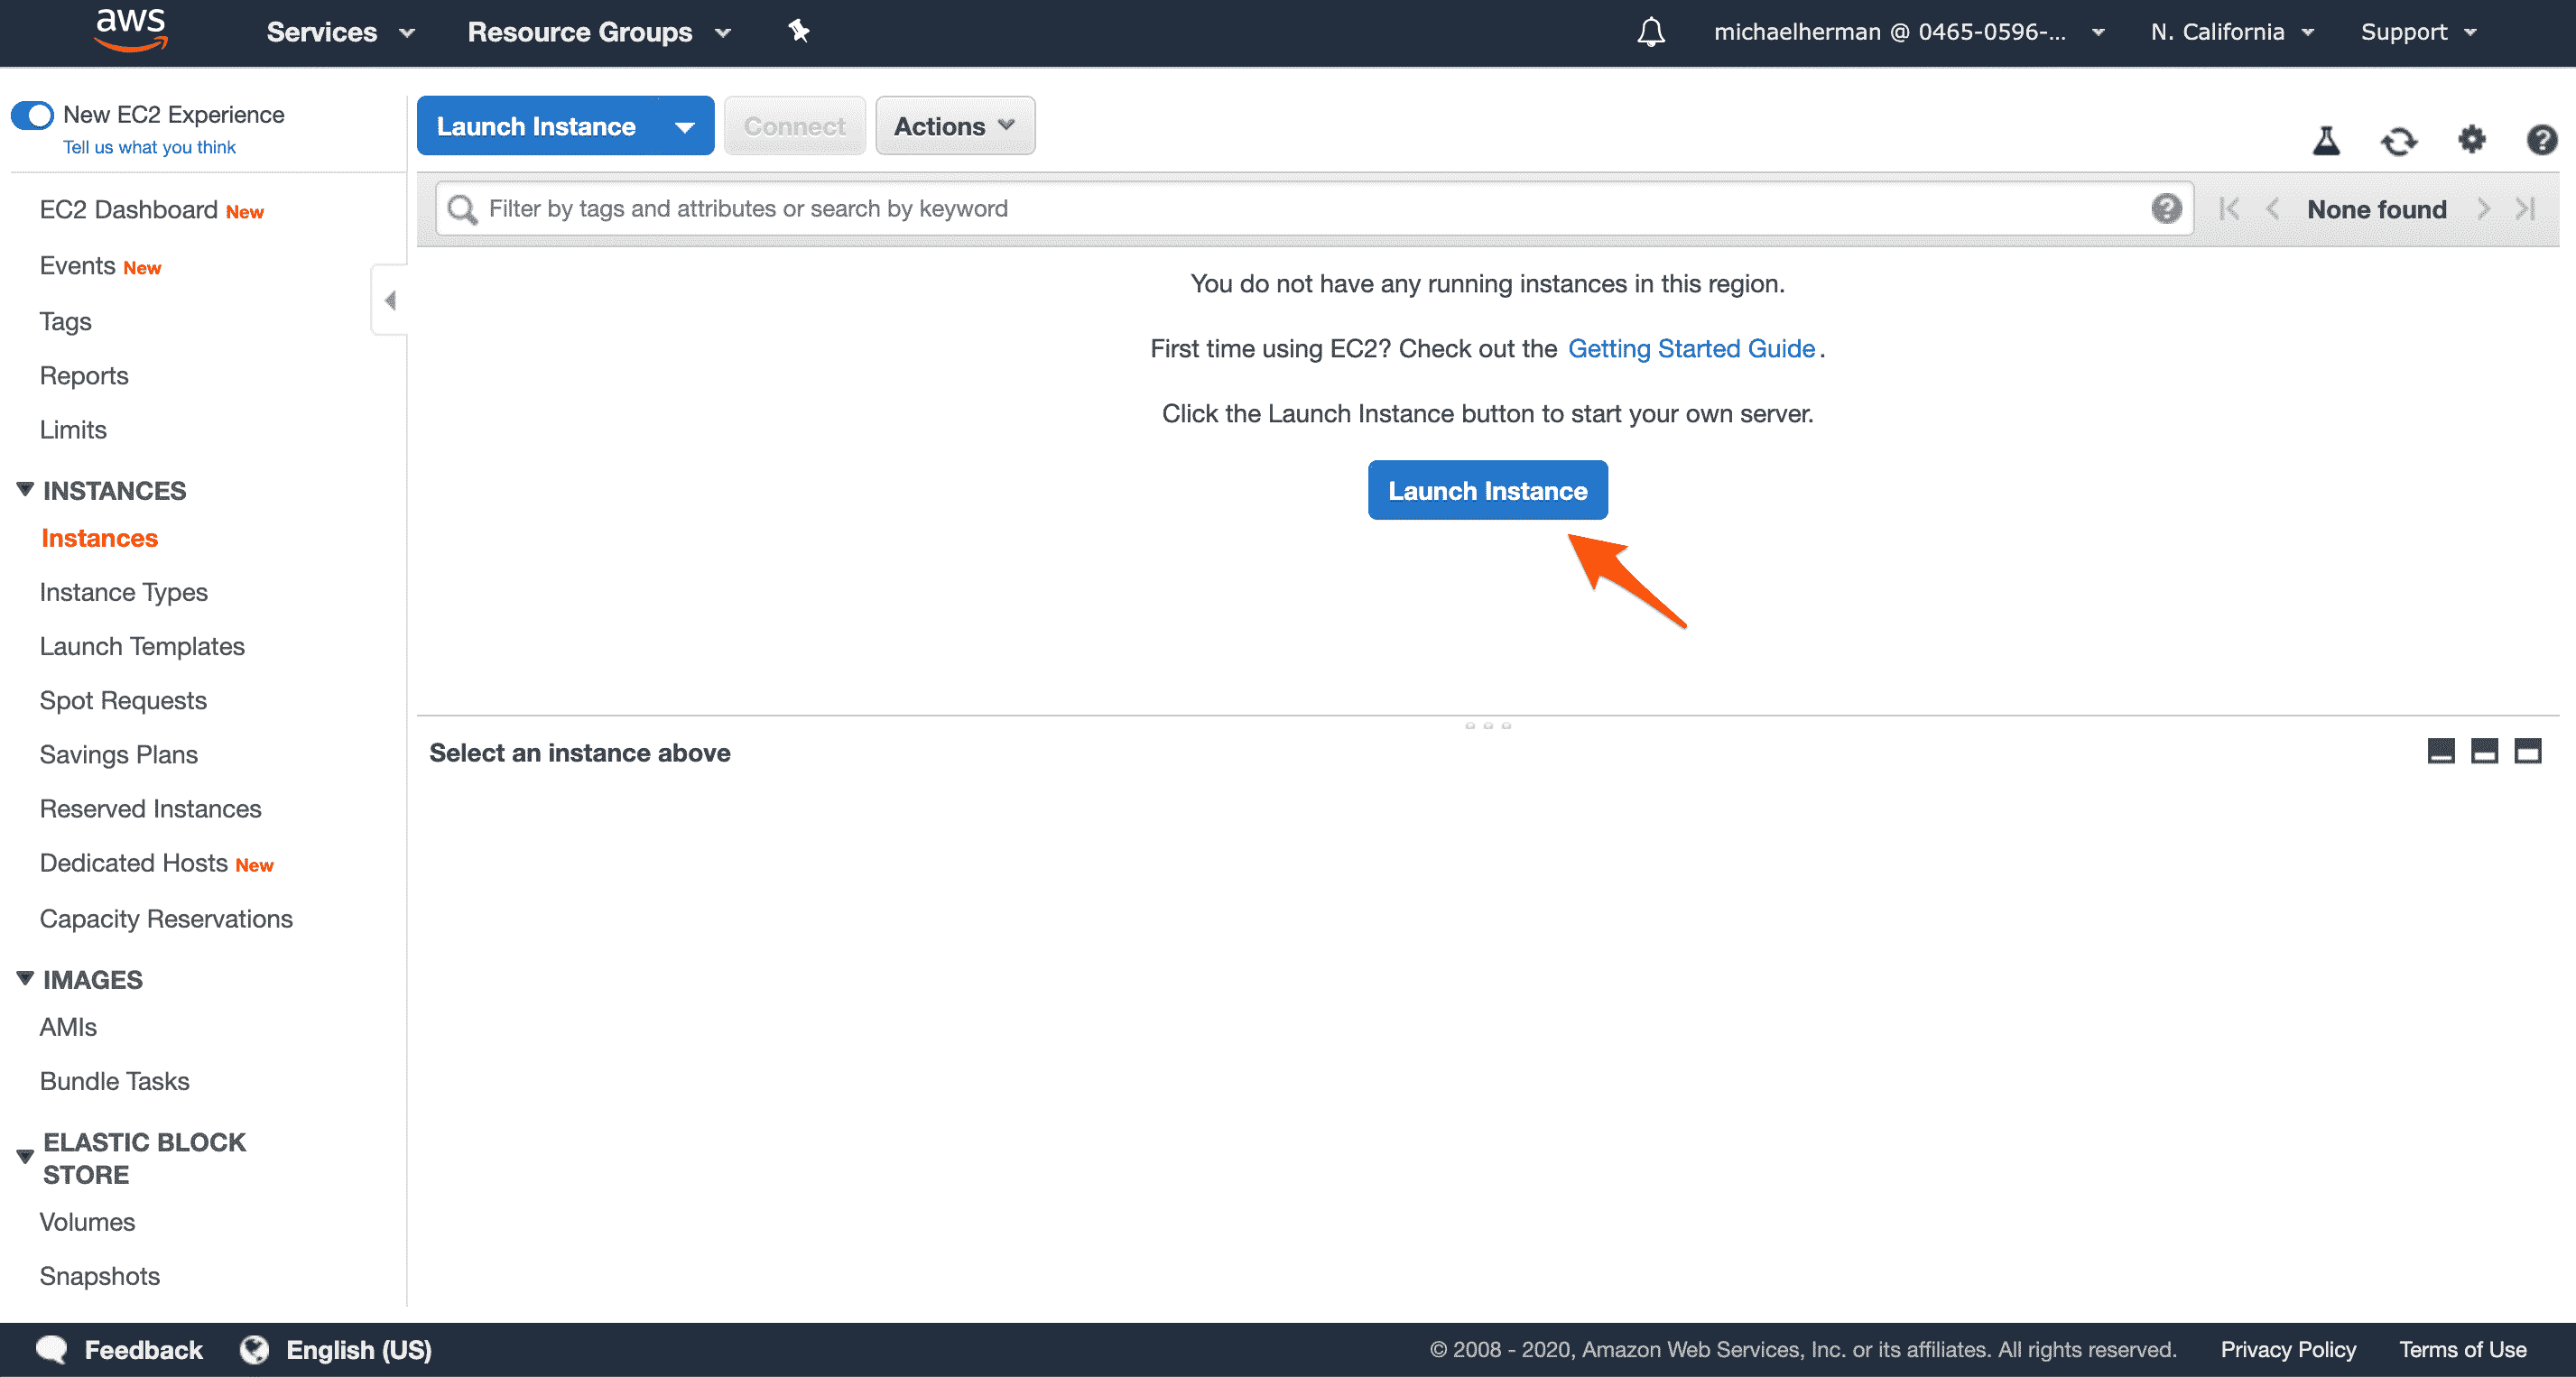 aws Services Resource Groups michaelherman @ 0465-0596-... N. California Support
New EC2 Experience
Tell us what you think
EC2 Dashboard New
Events New
Tags
Reports
Limits
INSTANCES
Instances
Instance Types
Launch Templates
Spot Requests
Savings Plans
Reserved Instances
Dedicated Hosts New
Capacity Reservations
IMAGES
AMIs
Bundle Tasks
ELASTIC BLOCK
STORE
Volumes
Snapshots
Launch Instance Connect Actions
Filter by tags and attributes or search by keyword None found
You do not have any running instances in this region.
First time using EC2? Check out the Getting Started Guide.
Click the Launch Instance button to start your own server.
Launch Instance
Select an instance above
Feedback English (US) © 2008 - 2020, Amazon Web Services, Inc. or its affiliates. All rights reserved. Privacy Policy Terms of Use